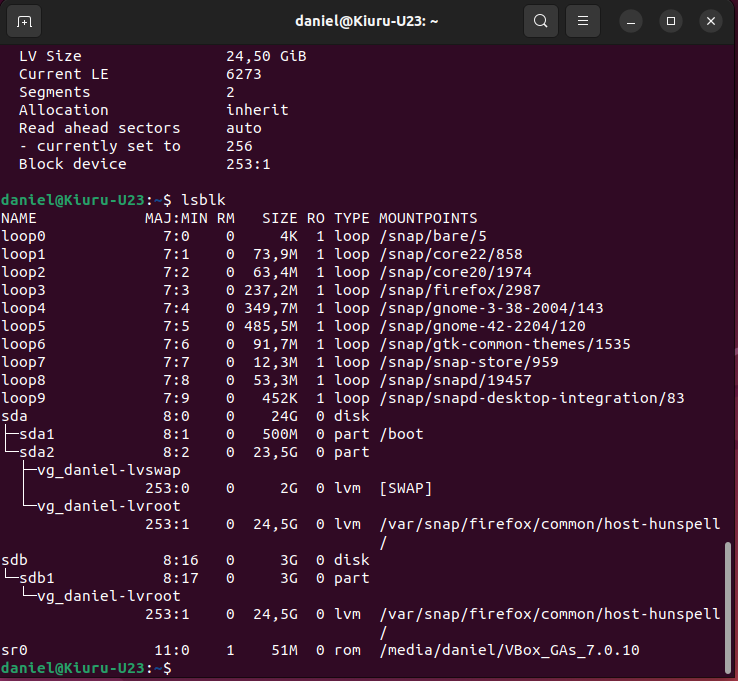 daniel@Kiuru-U23: ~
LV Size                24,50 GiB
Current LE             6273
Segments               2
Allocation             inherit
Read ahead sectors     auto
- currently set to     256
Block device           253:1
daniel@Kiuru-U23:~$ lsblk
NAME            MAJ:MIN RM   SIZE RO TYPE MOUNTPOINTS
loop0             7:0    0     4K  1 loop /snap/bare/5
loop1             7:1    0  73,9M  1 loop /snap/core22/858
loop2             7:2    0  63,4M  1 loop /snap/core20/1974
loop3             7:3    0 237,2M  1 loop /snap/firefox/2987
loop4             7:4    0 349,7M  1 loop /snap/gnome-3-38-2004/143
loop5             7:5    0 485,5M  1 loop /snap/gnome-42-2204/120
loop6             7:6    0  91,7M  1 loop /snap/gtk-common-themes/1535
loop7             7:7    0  12,3M  1 loop /snap/snap-store/959
loop8             7:8    0  53,3M  1 loop /snap/snapd/19457
loop9             7:9    0   452K  1 loop /snap/snapd-desktop-integration/83
sda               8:0    0    24G  0 disk
├─sda1            8:1    0   500M  0 part /boot
└─sda2            8:2    0  23,5G  0 part
  ├─vg_daniel-lvswap
  │             253:0    0     2G  0 lvm  [SWAP]
  └─vg_daniel-lvroot
                253:1    0  24,5G  0 lvm  /var/snap/firefox/common/host-hunspell
                                          /
sdb               8:16   0     3G  0 disk
└─sdb1            8:17   0     3G  0 part
  └─vg_daniel-lvroot
                253:1    0  24,5G  0 lvm  /var/snap/firefox/common/host-hunspell
                                          /
sr0              11:0    1    51M  0 rom  /media/daniel/VBox_GAs_7.0.10
daniel@Kiuru-U23:~$